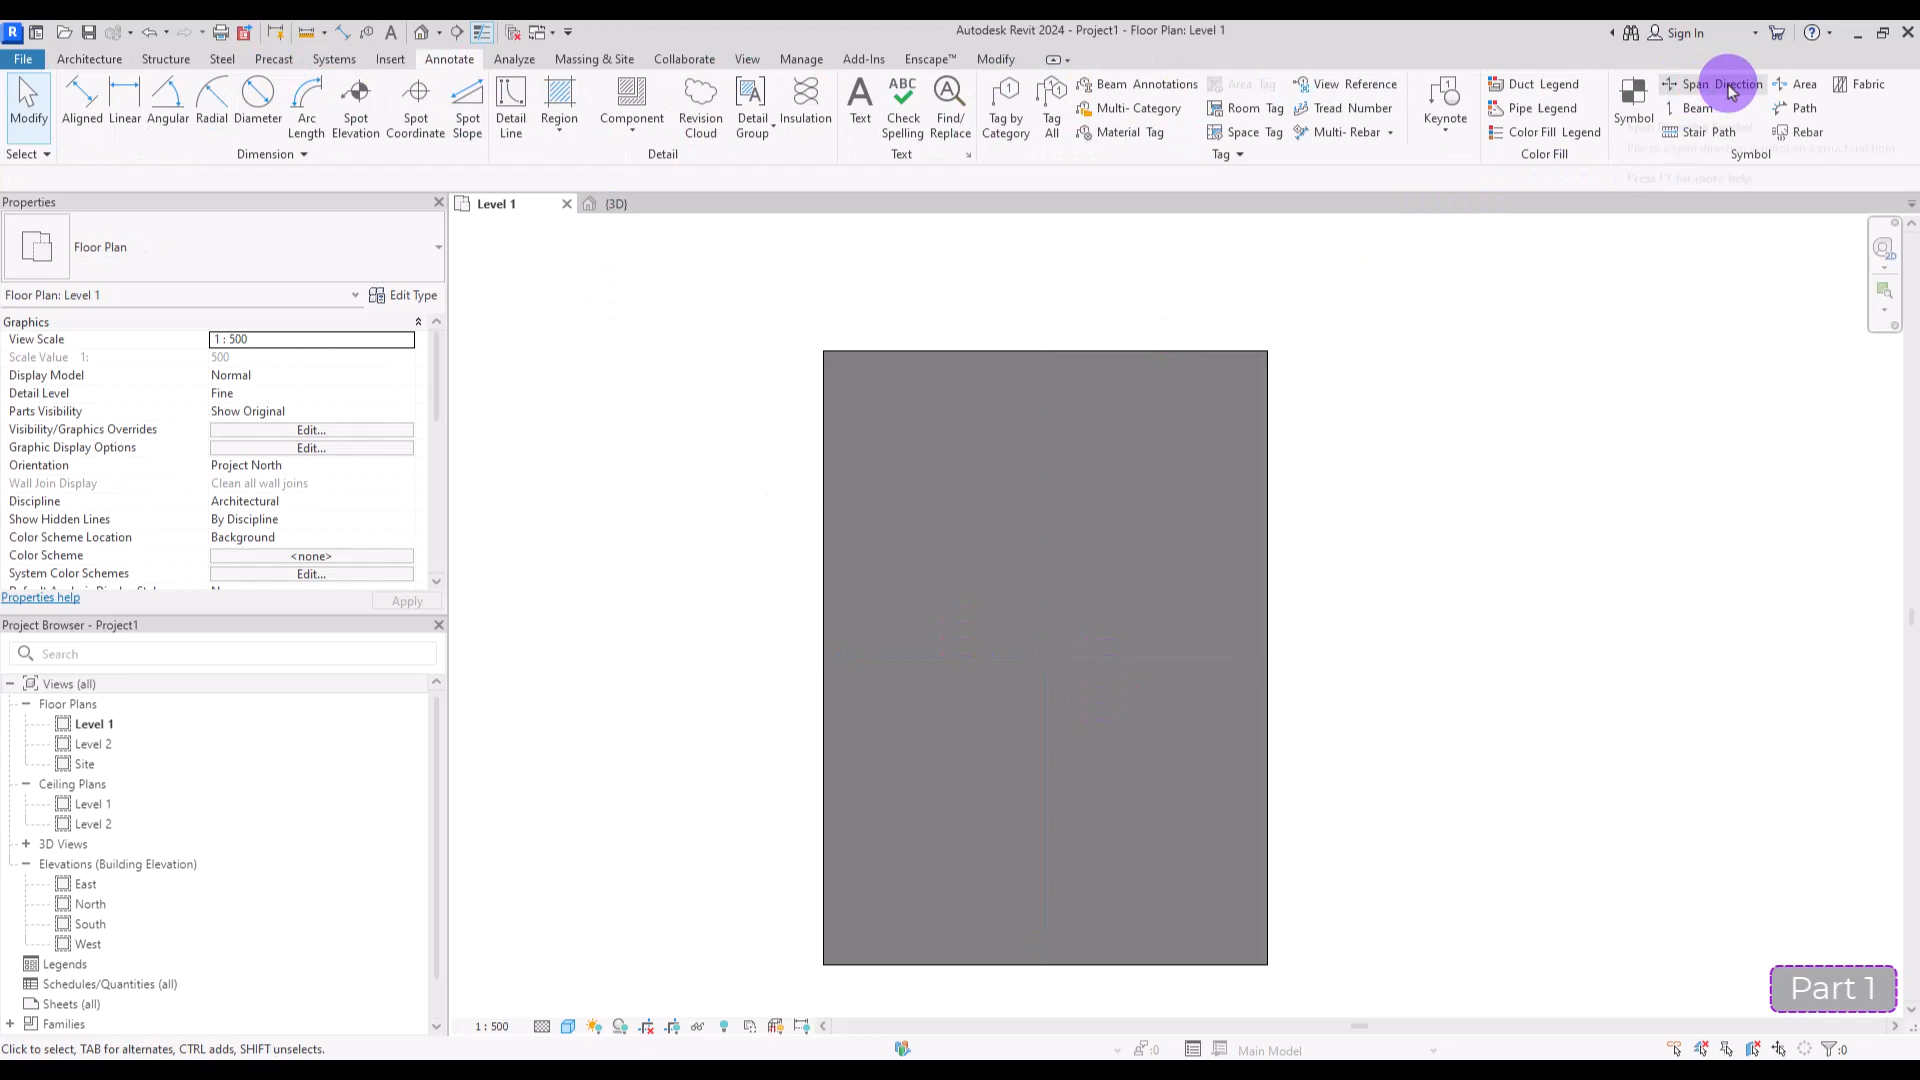 Autodesk Revit 2024 - Project1 - Floor Plan: Level 1
Sign In
File Architecture Structure Steel Precast Systems Insert Annotate Analyze Massing & Site Collaborate View Manage Add-Ins Enscape™ Modify
Modify
Select
Aligned Linear Angular Radial Diameter Arc Length Spot Elevation Spot Coordinate Spot Slope
Dimension
Detail Line Region Component Revision Cloud Detail Group Insulation
Detail
Text Check Spelling Find/ Replace
ABC
Text
Tag by Category Tag All
Beam Annotations Area Tag View Reference
Multi- Category Room Tag Tread Number
Material Tag Space Tag Multi- Rebar
Tag
Keynote
Duct Legend
Pipe Legend
Color Fill Legend
Color Fill
Symbol
Span Direction Area Fabric
Beam Path
Stair Path Rebar
Symbol
Press F1 for more help
Properties
Floor Plan
Floor Plan: Level 1
Edit Type
Graphics
View Scale 1 : 500
Scale Value 1: 500
Display Model Normal
Detail Level Fine
Parts Visibility Show Original
Visibility/Graphics Overrides Edit...
Graphic Display Options Edit...
Orientation Project North
Wall Join Display Clean all wall joins
Discipline Architectural
Show Hidden Lines By Discipline
Color Scheme Location Background
Color Scheme <none>
System Color Schemes Edit...
Properties help
Apply
Project Browser - Project1
Search
Views (all)
Floor Plans
Level 1
Level 2
Site
Ceiling Plans
Level 1
Level 2
3D Views
Elevations (Building Elevation)
East
North
South
West
Legends
Schedules/Quantities (all)
Sheets (all)
Families
Level 1
{3D}
2D
Part 1
1 : 500
Click to select, TAB for alternates, CTRL adds, SHIFT unselects.
:0
Main Model
:0